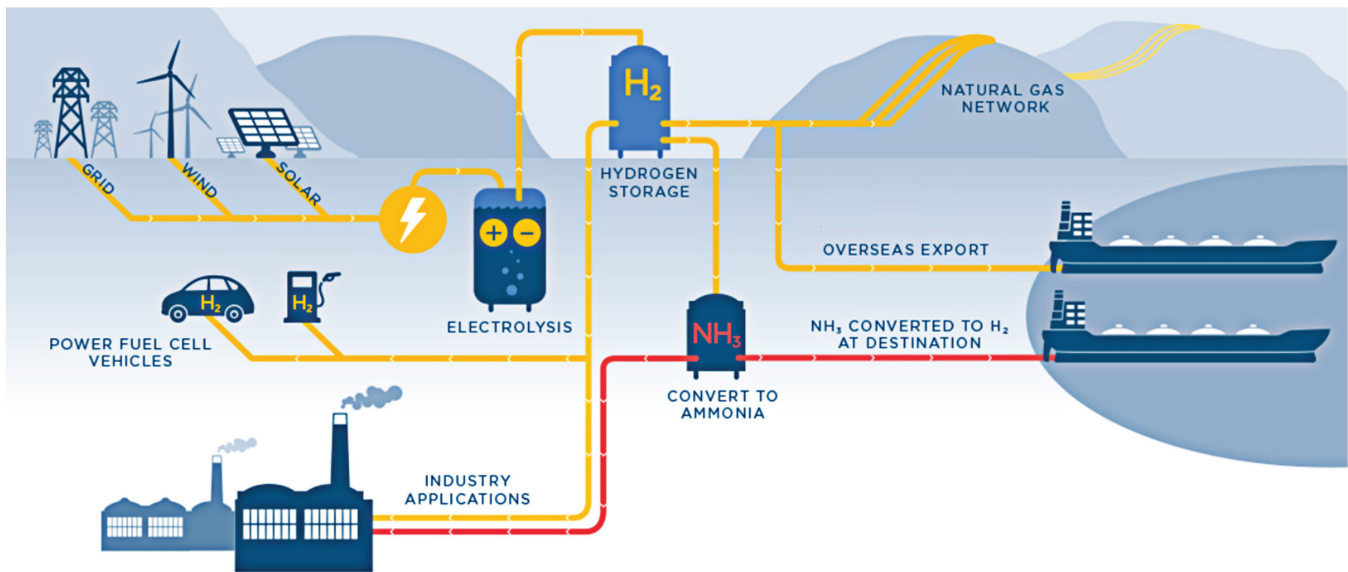 H₂
NATURAL GAS
NETWORK
GRID
WIND
SOLAR
HYDROGEN
STORAGE
+ −
OVERSEAS EXPORT
H₂
H₂
ELECTROLYSIS
POWER FUEL CELL
VEHICLES
NH₃
NH₃ CONVERTED TO H₂
AT DESTINATION
CONVERT TO
AMMONIA
INDUSTRY
APPLICATIONS